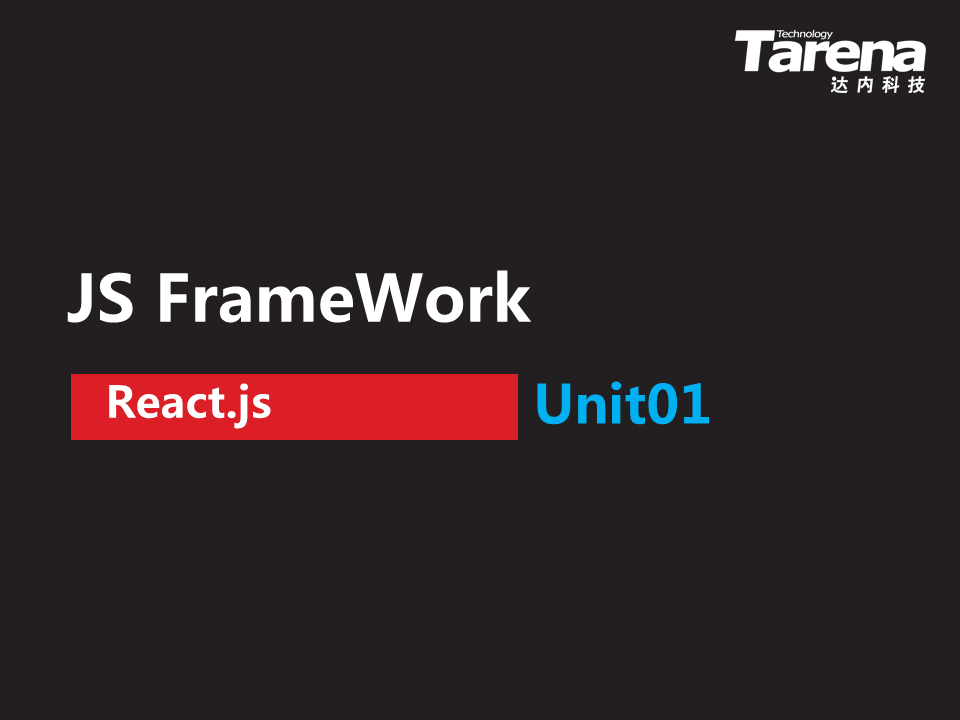 Technology
Tarena
达内科技
JS FrameWork
React.js
Unit01